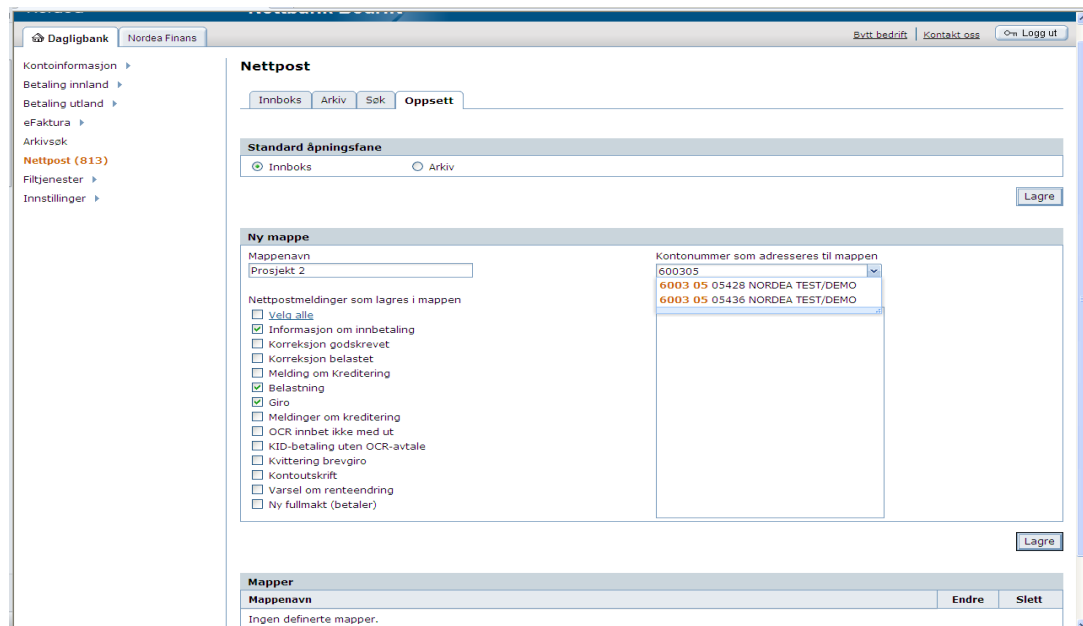 Dagligbank
Nordea Finans
Bytt bedrift
Kontakt oss
Logg ut
Kontoinformasjon
Betaling innland
Betaling utland
eFaktura
Arkivsøk
Nettpost (813)
Filtjenester
Innstillinger
Nettpost
Innboks
Arkiv
Søk
Oppsett
Standard åpningsfane
Innboks
Arkiv
Lagre
Ny mappe
Mappenavn
Prosjekt 2
Kontonummer som adresseres til mappen
600305
6003 05 05428 NORDEA TEST/DEMO
6003 05 05436 NORDEA TEST/DEMO
Nettpostmeldinger som lagres i mappen
Velg alle
Informasjon om innbetaling
Korreksjon godskrevet
Korreksjon belastet
Melding om Kreditering
Belastning
Giro
Meldinger om kreditering
OCR innbet ikke med ut
KID-betaling uten OCR-avtale
Kvittering brevgiro
Kontoutskrift
Varsel om renteendring
Ny fullmakt (betaler)
Lagre
Mapper
Mappenavn
Endre
Slett
Ingen definerte mapper.